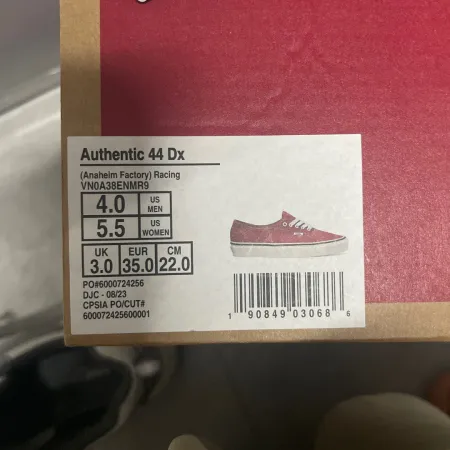 Authentic 44 Dx
(Anaheim Factory) Racing
VN0A38ENMR9
4.0 US MEN
5.5 US WOMEN
UK EUR CM
3.0 35.0 22.0
PO#6000724256
DJC - 08/23
CPSIA PO/CUT#
600072425600001
1 90849 03068 6